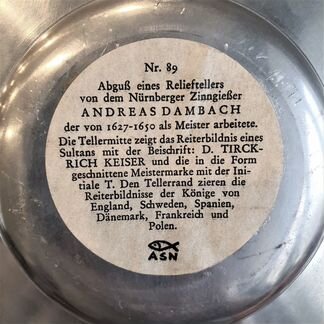 Nr. 89
Abguß eines Relieftellers
von dem Nürnberger Zinngießer
ANDREAS DAMBACH
der von 1627-1650 als Meister arbeitete.
Die Tellermitte zeigt das Reiterbildnis eines
Sultans mit der Beischrift: D. TIRCK-
RICH KEISER und die in die Form
geschnittene Meistermarke mit der Ini-
tiale T. Den Tellerrand zieren die
Reiterbildnisse der Könige von
England, Schweden, Spanien,
Dänemark, Frankreich und
Polen.
ASN